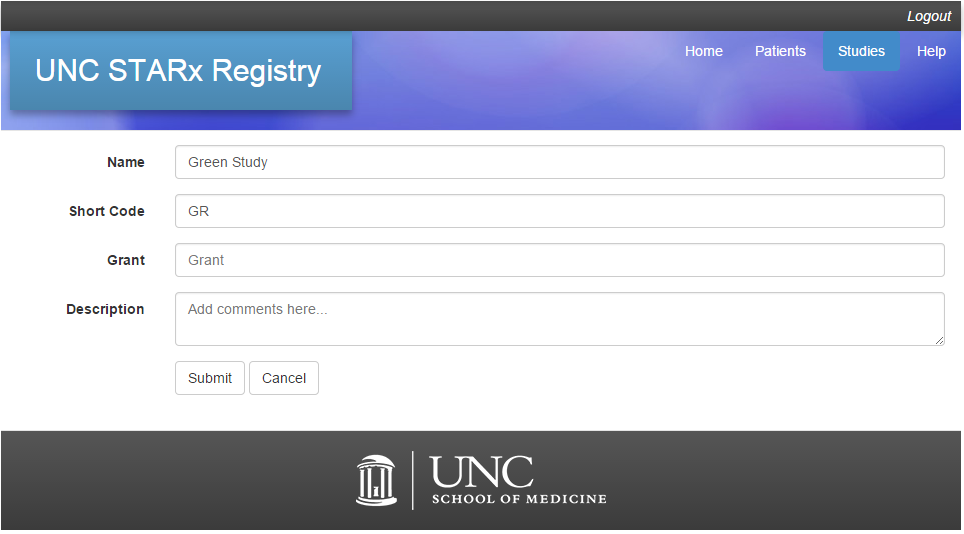 Logout
UNC STARx Registry
Home Patients Studies Help
Name Green Study
Short Code GR
Grant Grant
Description Add comments here...
Submit Cancel
UNC
SCHOOL OF MEDICINE